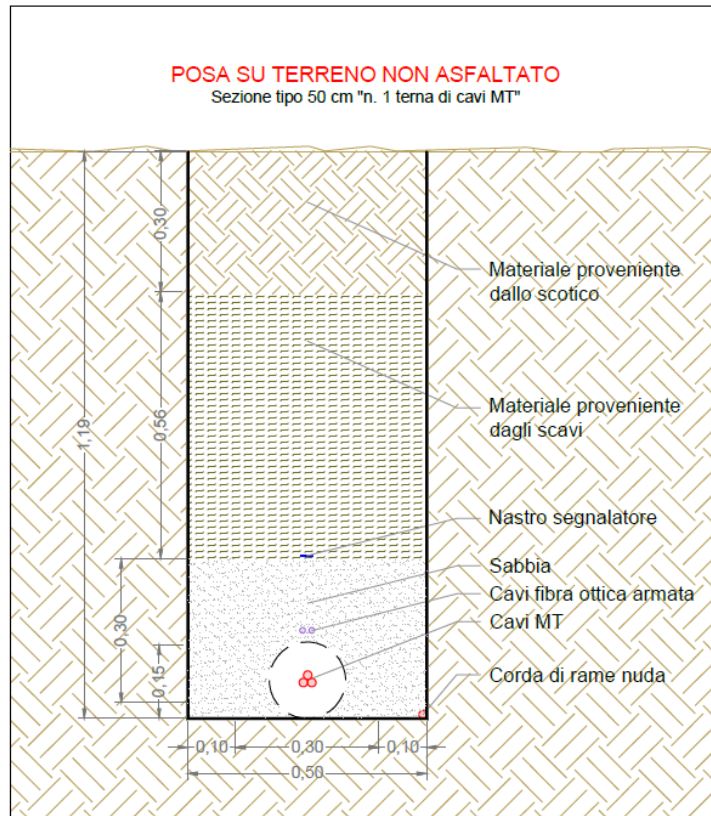 POSA SU TERRENO NON ASFALTATO
Sezione tipo 50 cm "n. 1 terna di cavi MT"
0,30
Materiale proveniente
dallo scotico
0,56
1,19
Materiale proveniente
dagli scavi
Nastro segnalatore
Sabbia
Cavi fibra ottica armata
Cavi MT
0,30
0,15
Corda di rame nuda
0,10
0,30
0,10
0,50